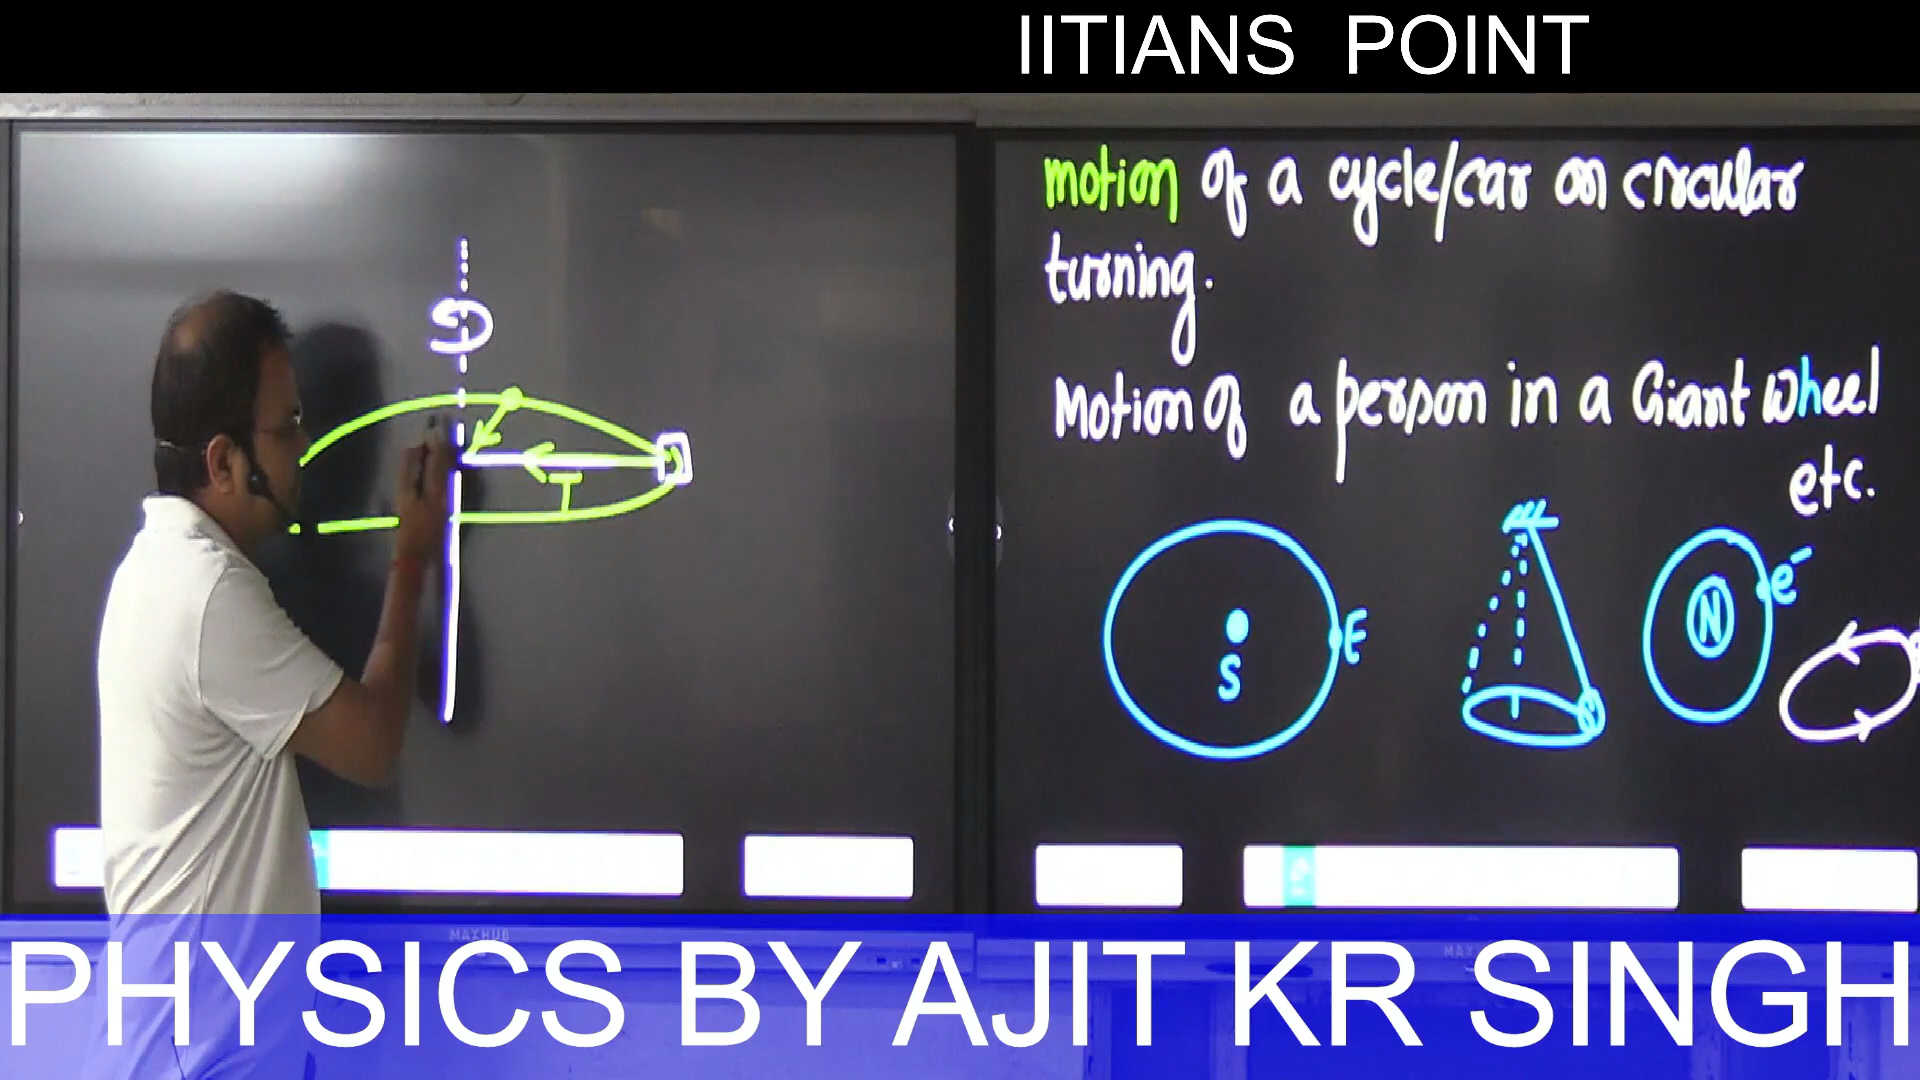 IITIANS POINT
motion of a cycle/car on circular
turning.
Motion of a person in a Giant Wheel
etc.
T
S
E
N
e⁻
MAXHUB
PHYSICS BY AJIT KR SINGH